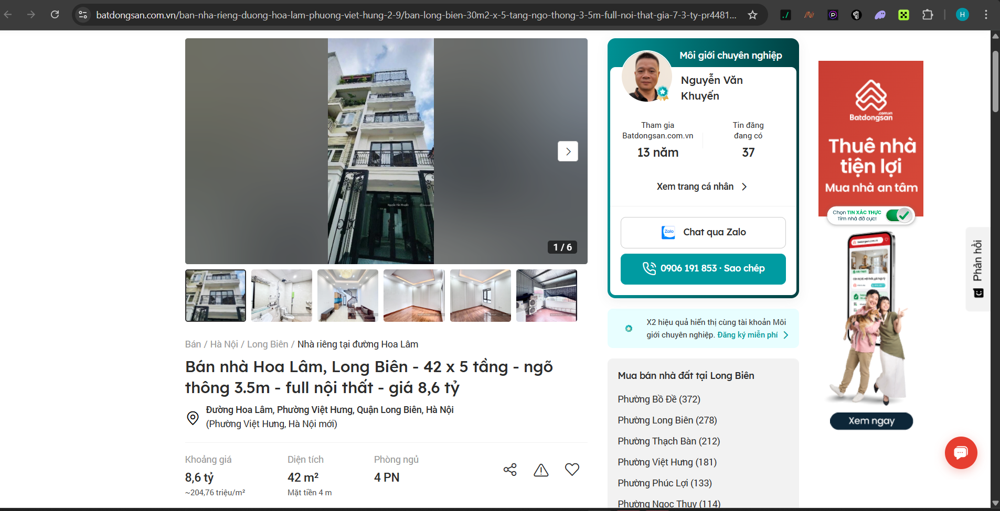 batdongsan.com.vn/ban-nha-rieng-duong-hoa-lam-phuong-viet-hung-2-9/ban-long-bien-30m2-x-5-tang-ngo-thong-3-5m-full-noi-that-gia-7-3-ty-pr4481...
H
1 / 6
Bán / Hà Nội / Long Biên / Nhà riêng tại đường Hoa Lâm
Bán nhà Hoa Lâm, Long Biên - 42 x 5 tầng - ngõ
thông 3.5m - full nội thất - giá 8,6 tỷ
Đường Hoa Lâm, Phường Việt Hưng, Quận Long Biên, Hà Nội
(Phường Việt Hưng, Hà Nội mới)
Khoảng giá
8,6 tỷ
~204,76 triệu/m²
Diện tích
42 m²
Mặt tiền 4 m
Phòng ngủ
4 PN
Môi giới chuyên nghiệp
Nguyễn Văn
Khuyến
Tham gia
Batdongsan.com.vn
13 năm
Tin đăng
đang có
37
Xem trang cá nhân
Zalo
Chat qua Zalo
0906 191 853 · Sao chép
X2 hiệu quả hiển thị cùng tài khoản Môi
giới chuyên nghiệp. Đăng ký miễn phí
Mua bán nhà đất tại Long Biên
Phường Bồ Đề (372)
Phường Long Biên (278)
Phường Thạch Bàn (212)
Phường Việt Hưng (181)
Phường Phúc Lợi (133)
Phường Ngọc Thụy (114)
.com.vn
Batdongsan
Thuê nhà
tiện lợi
Mua nhà an tâm
Chọn TIN XÁC THỰC
Tìm nhà đỡ cực!
Xem ngay
Phản hồi